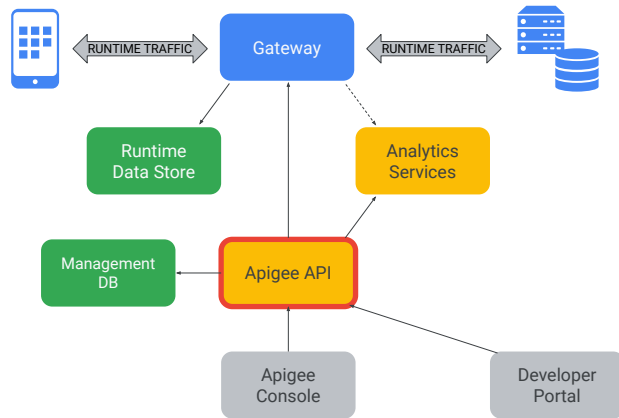 RUNTIME TRAFFIC
Gateway
RUNTIME TRAFFIC
Runtime
Data Store
Analytics
Services
Management
DB
Apigee API
Apigee
Console
Developer
Portal